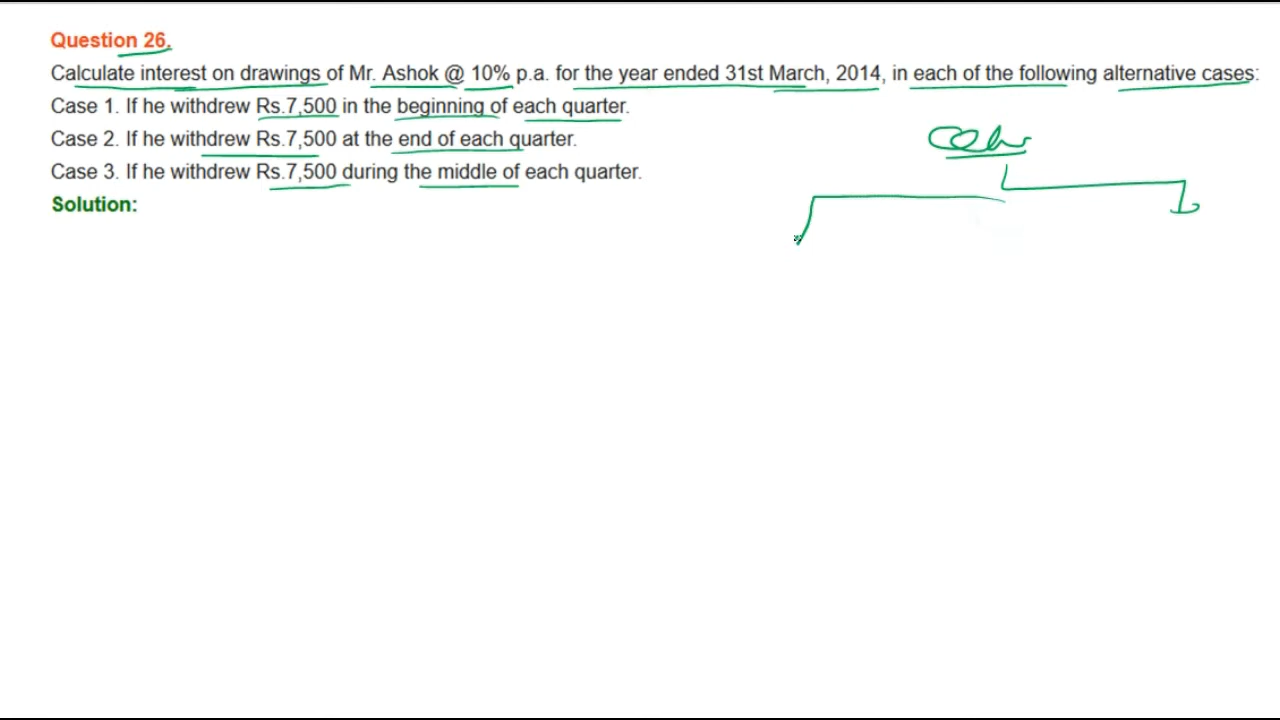 Question 26.
Calculate interest on drawings of Mr. Ashok @ 10% p.a. for the year ended 31st March, 2014, in each of the following alternative cases:
Case 1. If he withdrew Rs.7,500 in the beginning of each quarter.
Case 2. If he withdrew Rs.7,500 at the end of each quarter.
Case 3. If he withdrew Rs.7,500 during the middle of each quarter.
Solution: